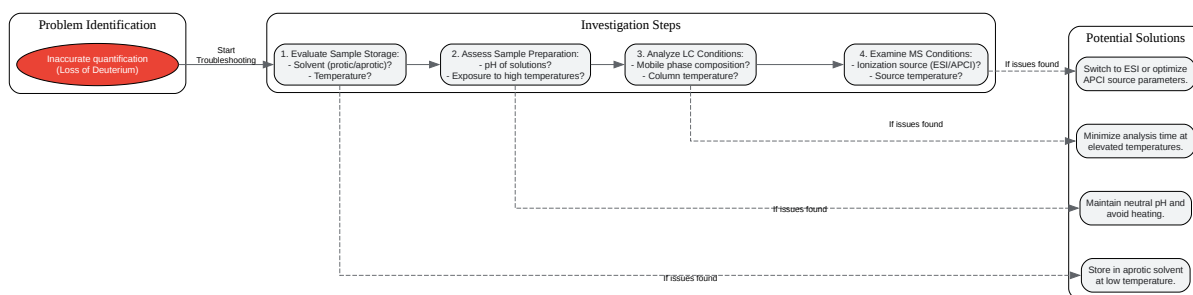 Problem Identification
Inaccurate quantification
(Loss of Deuterium)
Start
Troubleshooting
Investigation Steps
1. Evaluate Sample Storage:
- Solvent (protic/aprotic)?
- Temperature?
2. Assess Sample Preparation:
- pH of solutions?
- Exposure to high temperatures?
3. Analyze LC Conditions:
- Mobile phase composition?
- Column temperature?
4. Examine MS Conditions:
- Ionization source (ESI/APCI)?
- Source temperature?
If issues found
If issues found
If issues found
If issues found
Potential Solutions
Switch to ESI or optimize
APCI source parameters.
Minimize analysis time at
elevated temperatures.
Maintain neutral pH and
avoid heating.
Store in aprotic solvent
at low temperature.